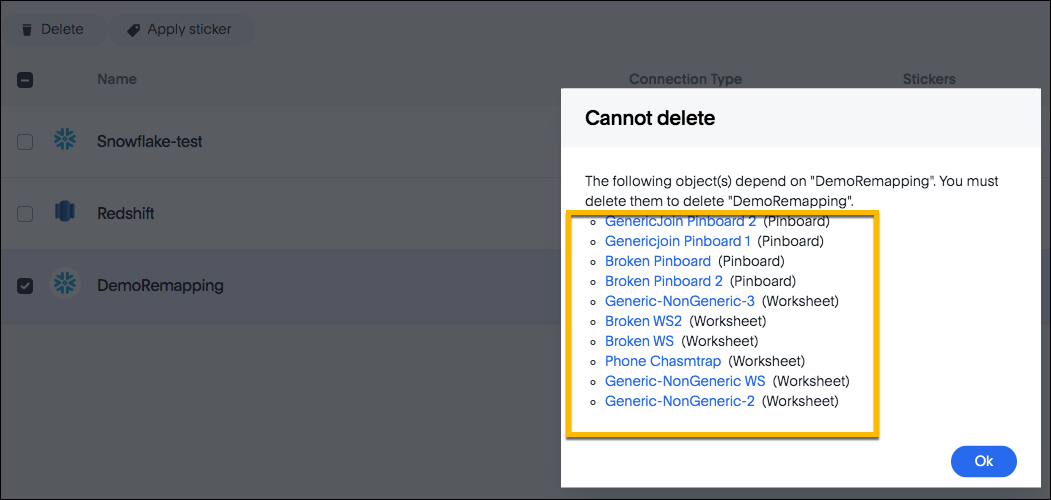 Delete Apply sticker
Name Connection Type Stickers
Snowflake-test
Redshift
DemoRemapping
Cannot delete
The following object(s) depend on "DemoRemapping". You must
delete them to delete "DemoRemapping".
GenericJoin Pinboard 2 (Pinboard)
Genericjoin Pinboard 1 (Pinboard)
Broken Pinboard (Pinboard)
Broken Pinboard 2 (Pinboard)
Generic-NonGeneric-3 (Worksheet)
Broken WS2 (Worksheet)
Broken WS (Worksheet)
Phone Chasmtrap (Worksheet)
Generic-NonGeneric WS (Worksheet)
Generic-NonGeneric-2 (Worksheet)
Ok